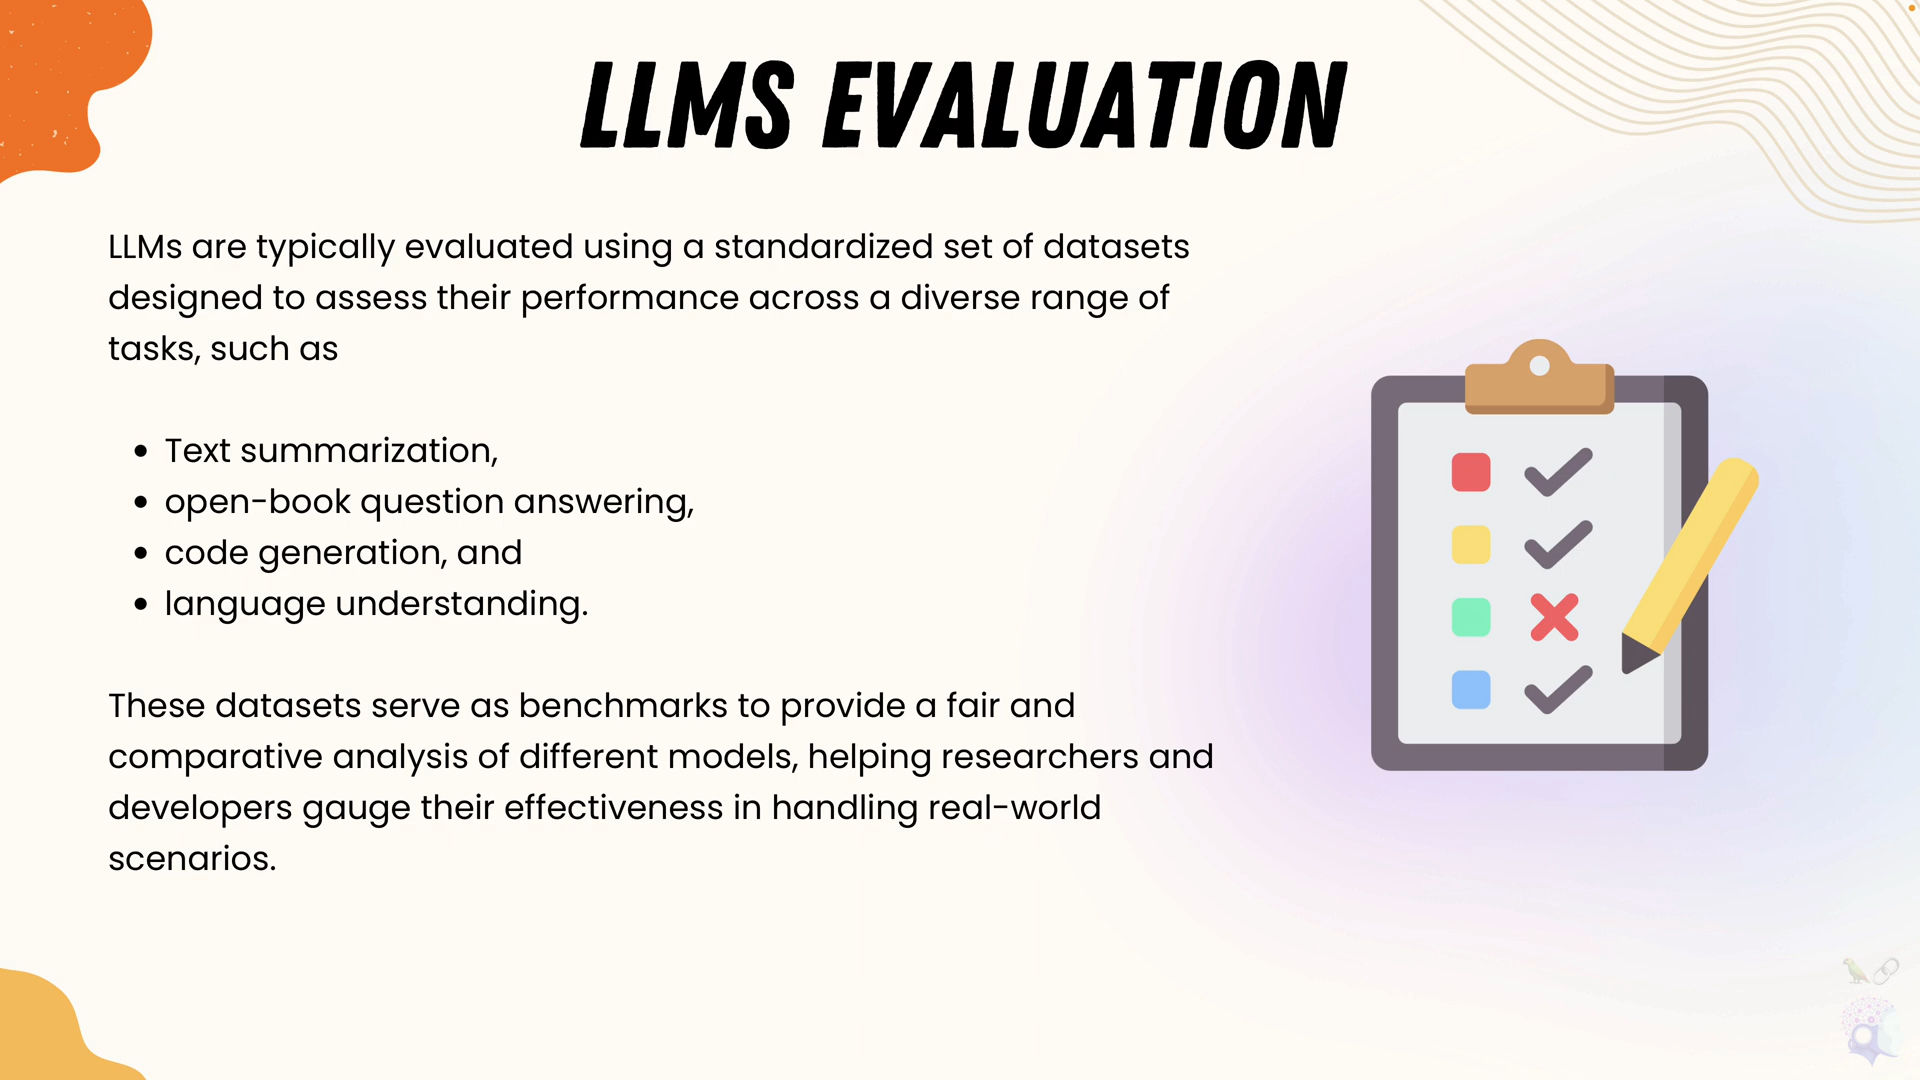 LLMS EVALUATION
LLMs are typically evaluated using a standardized set of datasets
designed to assess their performance across a diverse range of
tasks, such as
• Text summarization,
• open-book question answering,
• code generation, and
• language understanding.
These datasets serve as benchmarks to provide a fair and
comparative analysis of different models, helping researchers and
developers gauge their effectiveness in handling real-world
scenarios.